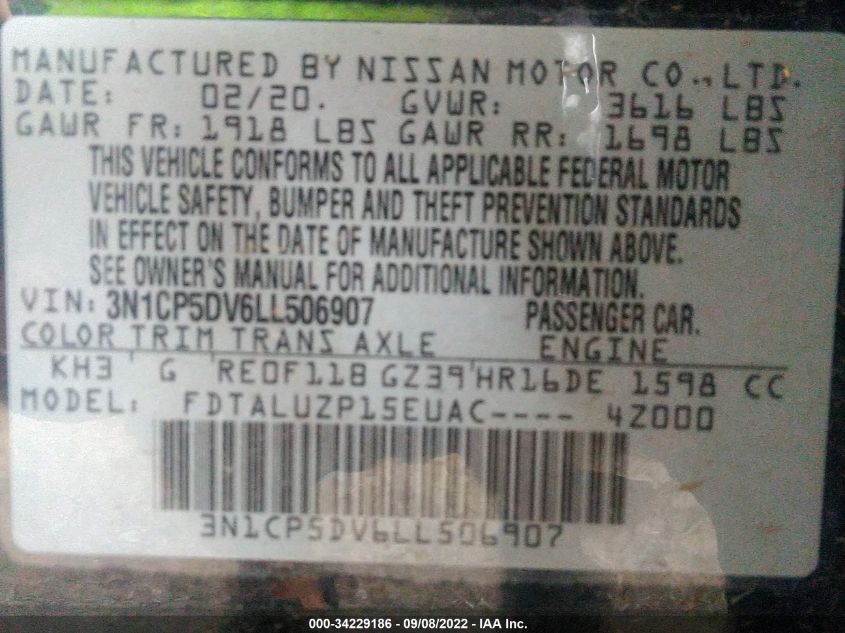 MANUFACTURED BY NISSAN MOTOR CO., LTD.
DATE: 02/20. GVWR: 3616 LBS
GAWR FR: 1918 LBS GAWR RR: 1698 LBS
THIS VEHICLE CONFORMS TO ALL APPLICABLE FEDERAL MOTOR
VEHICLE SAFETY, BUMPER AND THEFT PREVENTION STANDARDS
IN EFFECT ON THE DATE OF MANUFACTURE SHOWN ABOVE.
SEE OWNER'S MANUAL FOR ADDITIONAL INFORMATION.
VIN: 3N1CP5DV6LL506907 PASSENGER CAR.
COLOR TRIM TRANS AXLE ENGINE
KH3 G RE0F11B GZ39 HR16DE 1598 CC
MODEL: FDTALUZP15EUAC---- 4Z000
3N1CP5DV6LL506907
000-34229186 - 09/08/2022 - IAA Inc.